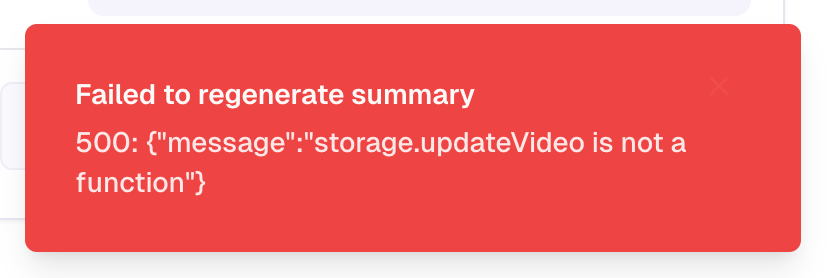 Failed to regenerate summary
500: {"message":"storage.updateVideo is not a
function"}